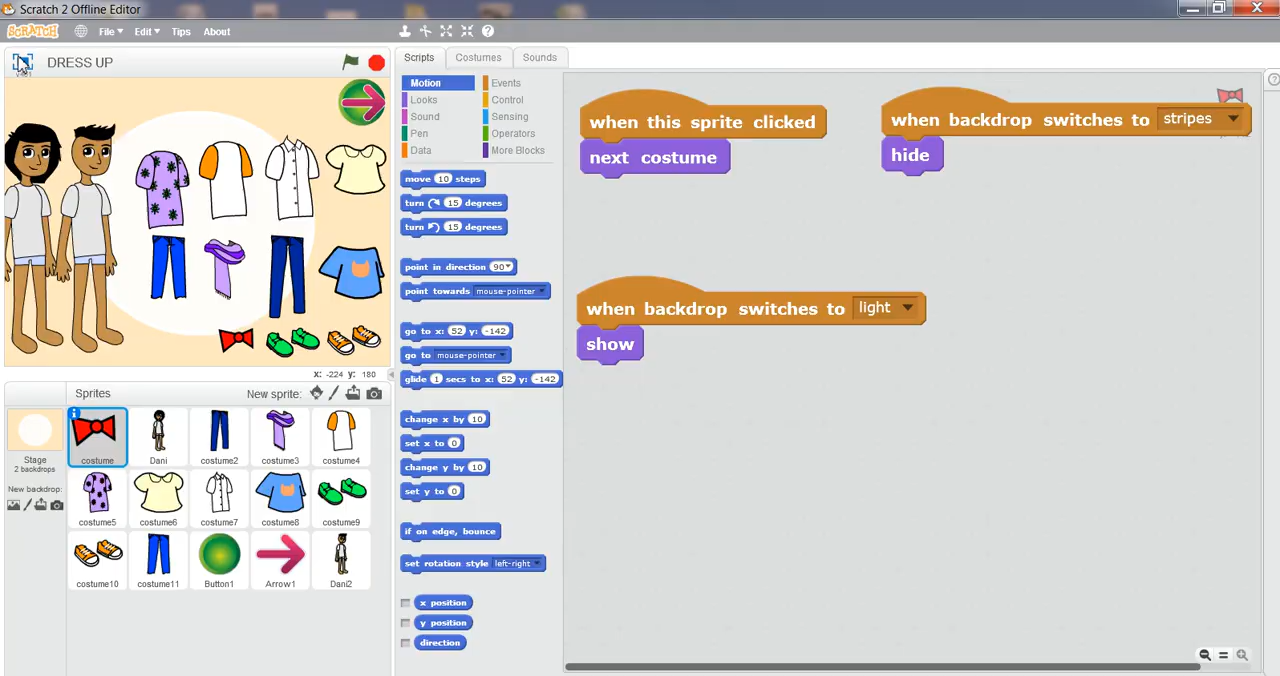 Scratch 2 Offline Editor
SCRATCH File Edit Tips About
DRESS UP
Scripts Costumes Sounds
Motion Events
Looks Control
Sound Sensing
Pen Operators
Data More Blocks
move 10 steps
turn 15 degrees
turn 15 degrees
point in direction 90
point towards mouse-pointer
go to x: 52 y: -142
go to mouse-pointer
glide 1 secs to x: 52 y: -142
change x by 10
set x to 0
change y by 10
set y to 0
if on edge, bounce
set rotation style left-right
x position
y position
direction
when this sprite clicked
next costume
when backdrop switches to stripes
hide
when backdrop switches to light
show
x: -224 y: 180
Sprites New sprite:
Stage
2 backdrops
New backdrop:
costume Dani costume2 costume3 costume4
costume5 costume6 costume7 costume8 costume9
costume10 costume11 Button1 Arrow1 Dani2